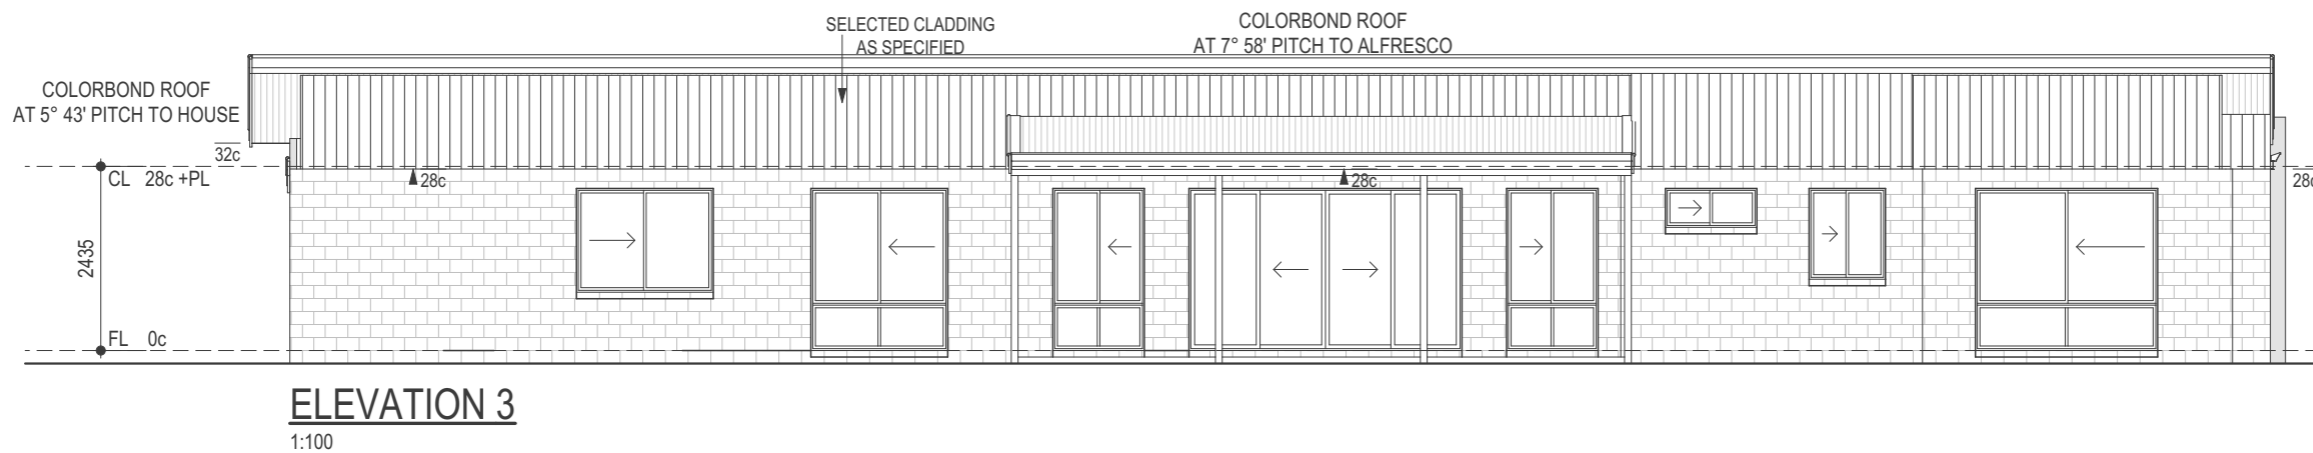 SELECTED CLADDING
AS SPECIFIED
COLORBOND ROOF
AT 7° 58' PITCH TO ALFRESCO
COLORBOND ROOF
AT 5° 43' PITCH TO HOUSE
32c
CL 28c +PL
28c
28c
28c
2435
FL 0c
ELEVATION 3
1:100